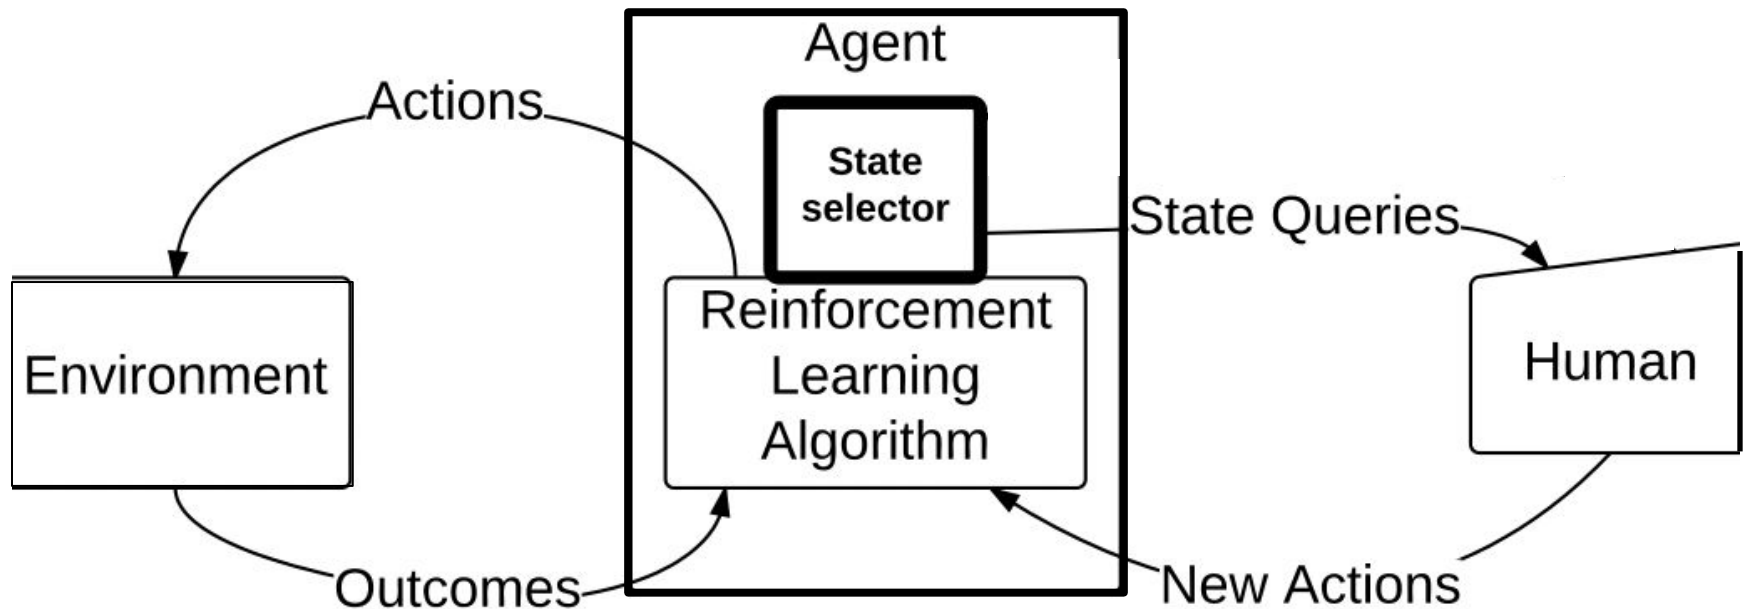 Agent
Actions
State
selector
State Queries
Reinforcement
Learning
Algorithm
Environment
Human
Outcomes
New Actions